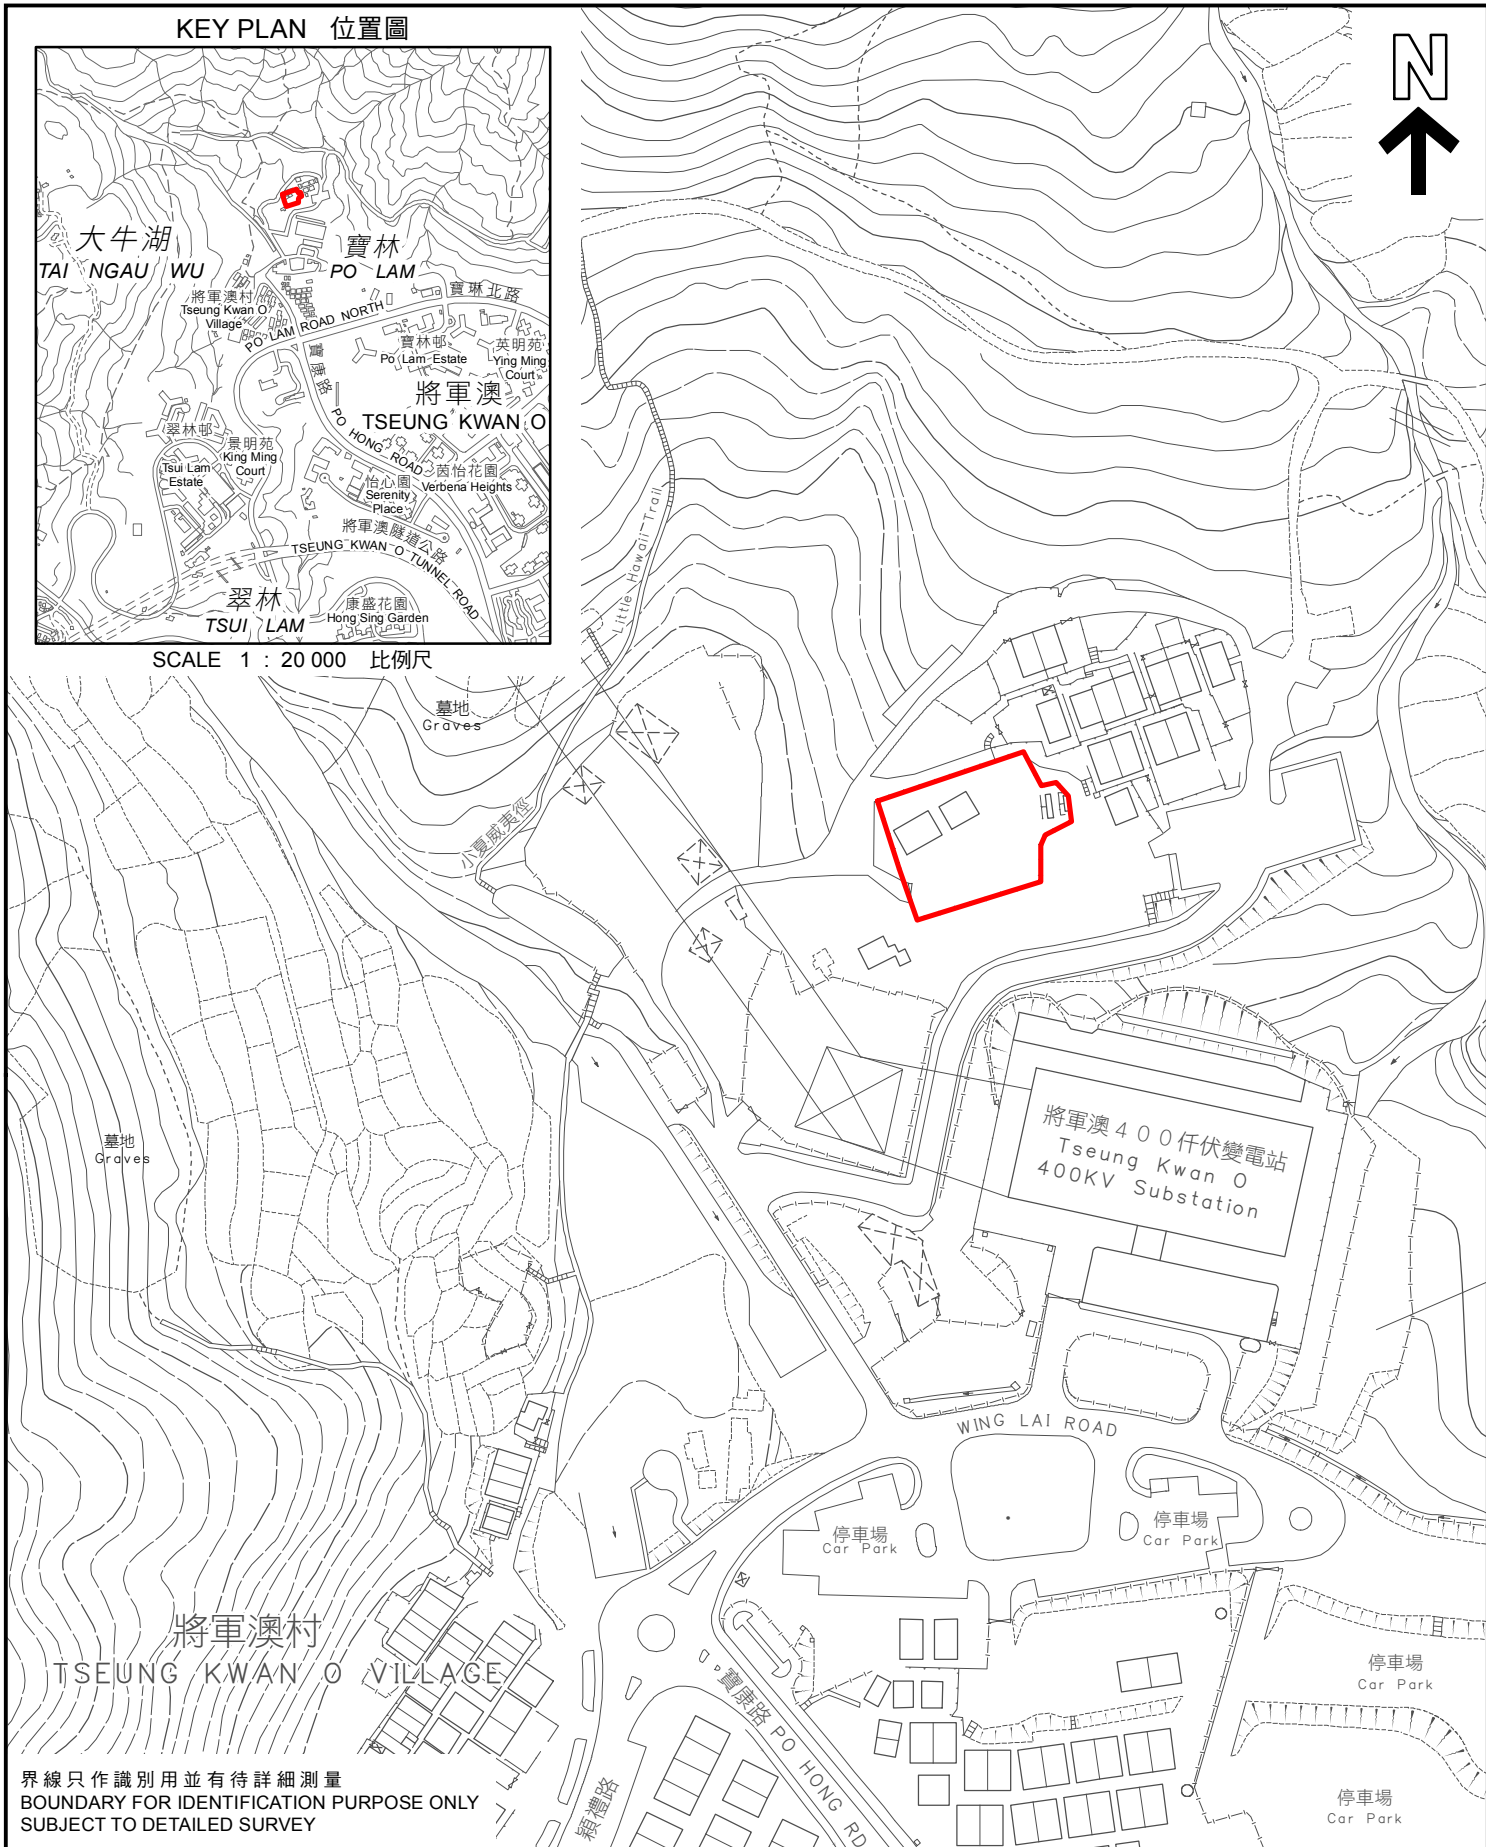 KEY PLAN 位置圖
N
大牛湖
TAI NGAU WU
寶林
PO LAM
將軍澳村
Tseung Kwan O
Village
寶琳北路
PO LAM ROAD NORTH
寶康路
PO HONG ROAD
寶林邨
Po Lam Estate
英明苑
Ying Ming
Court
將軍澳
TSEUNG KWAN O
翠林邨
Tsui Lam
Estate
景明苑
King Ming
Court
怡心園
Serenity
Place
茵怡花園
Verbena Heights
將軍澳隧道公路
TSEUNG KWAN O TUNNEL ROAD
翠林
TSUI LAM
康盛花園
Hong Sing Garden
SCALE 1 : 20 000 比例尺
Little Hawaii Trail
小夏威夷徑
墓地
Graves
墓地
Graves
將軍澳400仟伏變電站
Tseung Kwan O
400KV Substation
WING LAI ROAD
停車場
Car Park
停車場
Car Park
停車場
Car Park
停車場
Car Park
將軍澳村
TSEUNG KWAN O VILLAGE
寶康路 PO HONG RD
穎禮路
界線只作識別用並有待詳細測量
BOUNDARY FOR IDENTIFICATION PURPOSE ONLY
SUBJECT TO DETAILED SURVEY